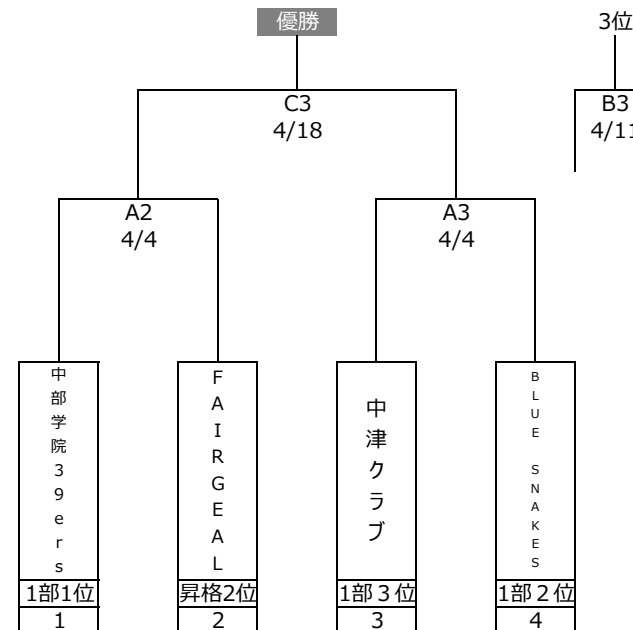 優勝
3位
C3
4/18
B3
4/11
A2
4/4
A3
4/4
中部学院39ers
FAIRGEAL
中津クラブ
BLUE SNAKES
1部1位
昇格2位
1部３位
1部２位
1
2
3
4